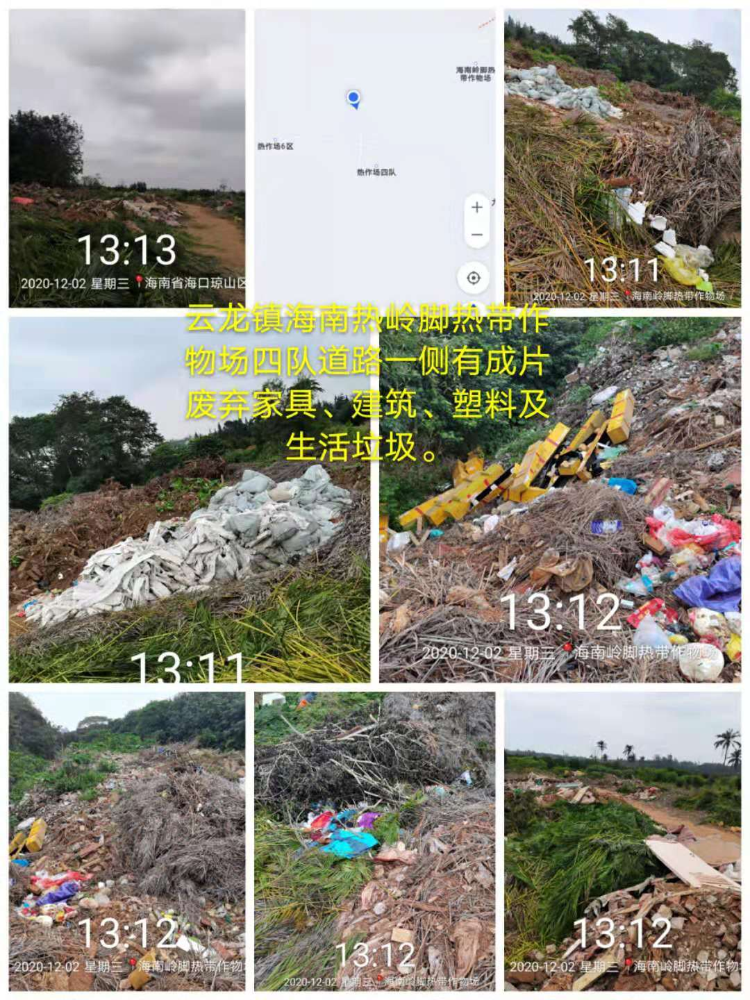 13:13
2020-12-02 星期三 海南省海口琼山区
海南岭脚热
带作物场
热作场6区
热作场四队
13:11
2020-12-02 星期三 海南岭脚热带作物场
云龙镇海南热岭脚热带作
物场四队道路一侧有成片
废弃家具、建筑、塑料及
生活垃圾。
13:11
13:12
2020-12-02 星期三 海南岭脚热带作物场
13:12
2020-12-02 星期三 海南岭脚热带作物
13:12
2020-12-02 星期三 海南岭脚热带作物场
13:12
2020-12-02 星期三 海南岭脚热带作物